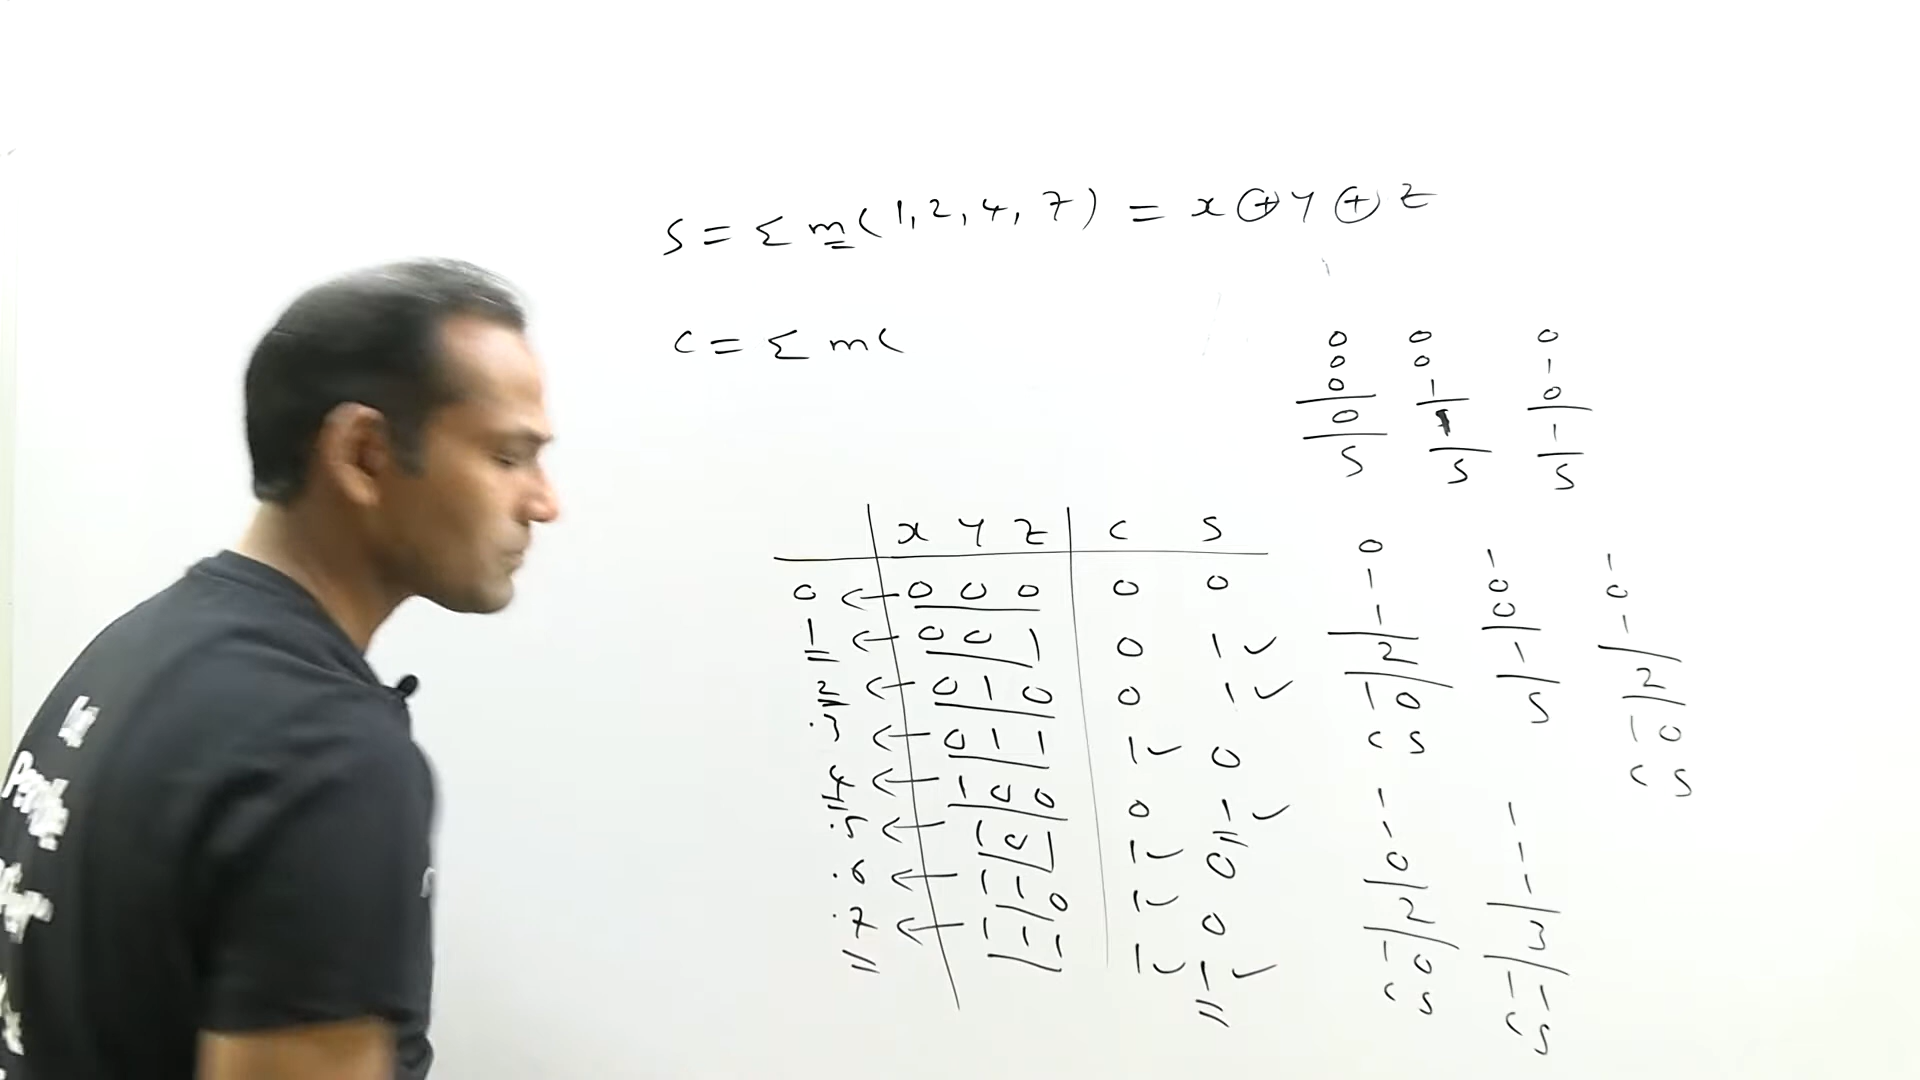 S = Σ m(1,2,4,7) = x ⊕ y ⊕ z
C = Σ m(
0 0 0
0 0 1
0 1 0
0 1 1
S S S
x y z C S
0 ← 0 0 0 0 0
1 ← 0 0 1 0 1 ✓
2 ← 0 1 0 0 1 ✓
3 ← 0 1 1 1 ✓ 0
4 ← 1 0 0 0 1 ✓
5 ← 1 0 1 1 ✓ 0
6 ← 1 1 0 1 ✓ 0
7 ← 1 1 1 1 ✓ 1 ✓
0 1 1
1 0 0
1 0 1
2 1 2
1 0 S 1 0
C S C S
1 1
1 1
0 1
2 3
1 0 1 1
C S C S